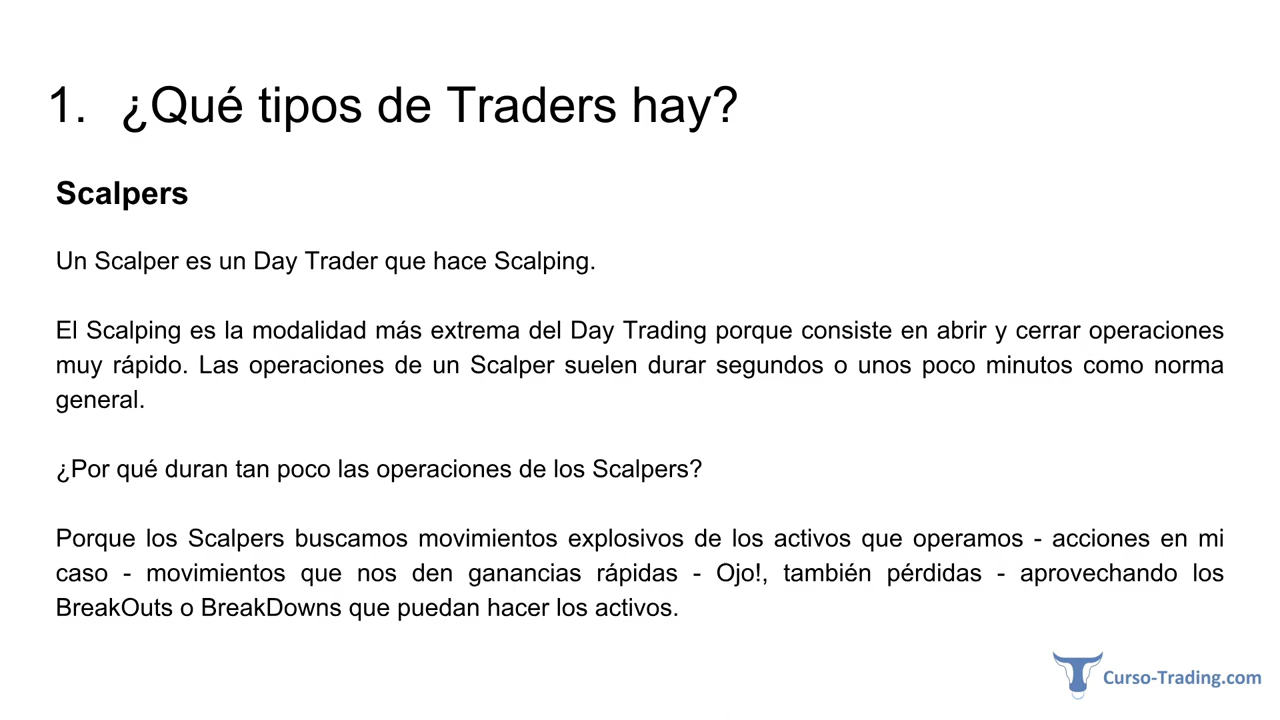 1. ¿Qué tipos de Traders hay?
Scalpers
Un Scalper es un Day Trader que hace Scalping.
El Scalping es la modalidad más extrema del Day Trading porque consiste en abrir y cerrar operaciones
muy rápido. Las operaciones de un Scalper suelen durar segundos o unos poco minutos como norma
general.
¿Por qué duran tan poco las operaciones de los Scalpers?
Porque los Scalpers buscamos movimientos explosivos de los activos que operamos - acciones en mi
caso - movimientos que nos den ganancias rápidas - Ojo!, también pérdidas - aprovechando los
BreakOuts o BreakDowns que puedan hacer los activos.
Curso-Trading.com